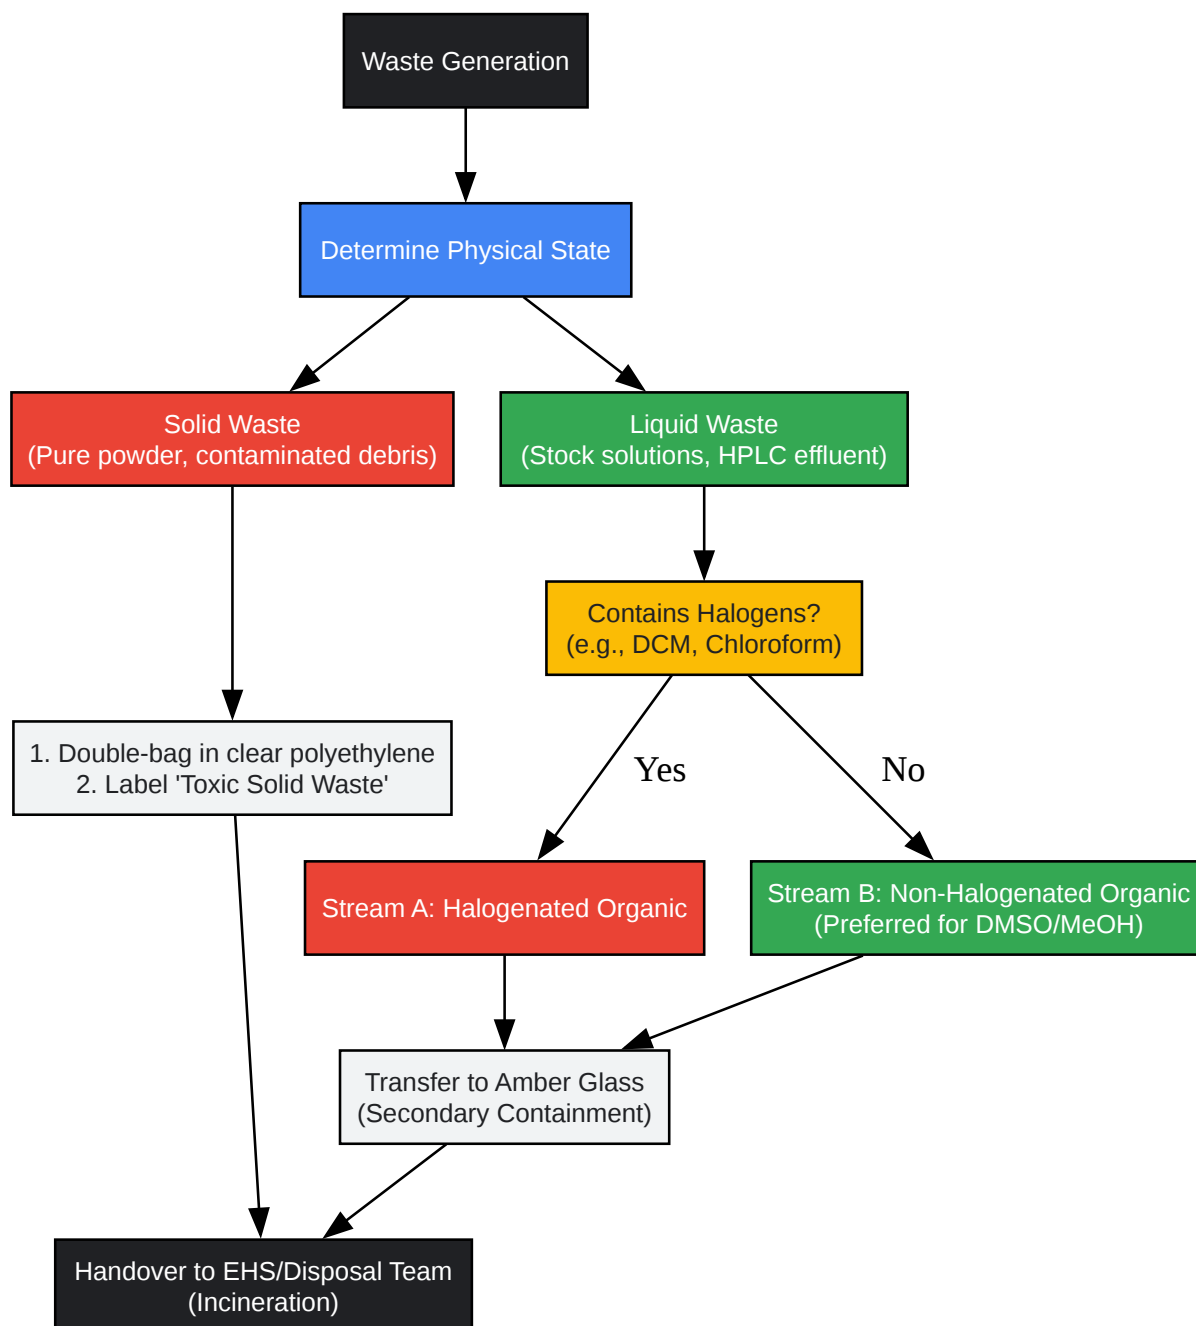 Waste Generation
Determine Physical State
Solid Waste
(Pure powder, contaminated debris)
Liquid Waste
(Stock solutions, HPLC effluent)
Contains Halogens?
(e.g., DCM, Chloroform)
1. Double-bag in clear polyethylene
2. Label 'Toxic Solid Waste'
Yes
No
Stream A: Halogenated Organic
Stream B: Non-Halogenated Organic
(Preferred for DMSO/MeOH)
Transfer to Amber Glass
(Secondary Containment)
Handover to EHS/Disposal Team
(Incineration)